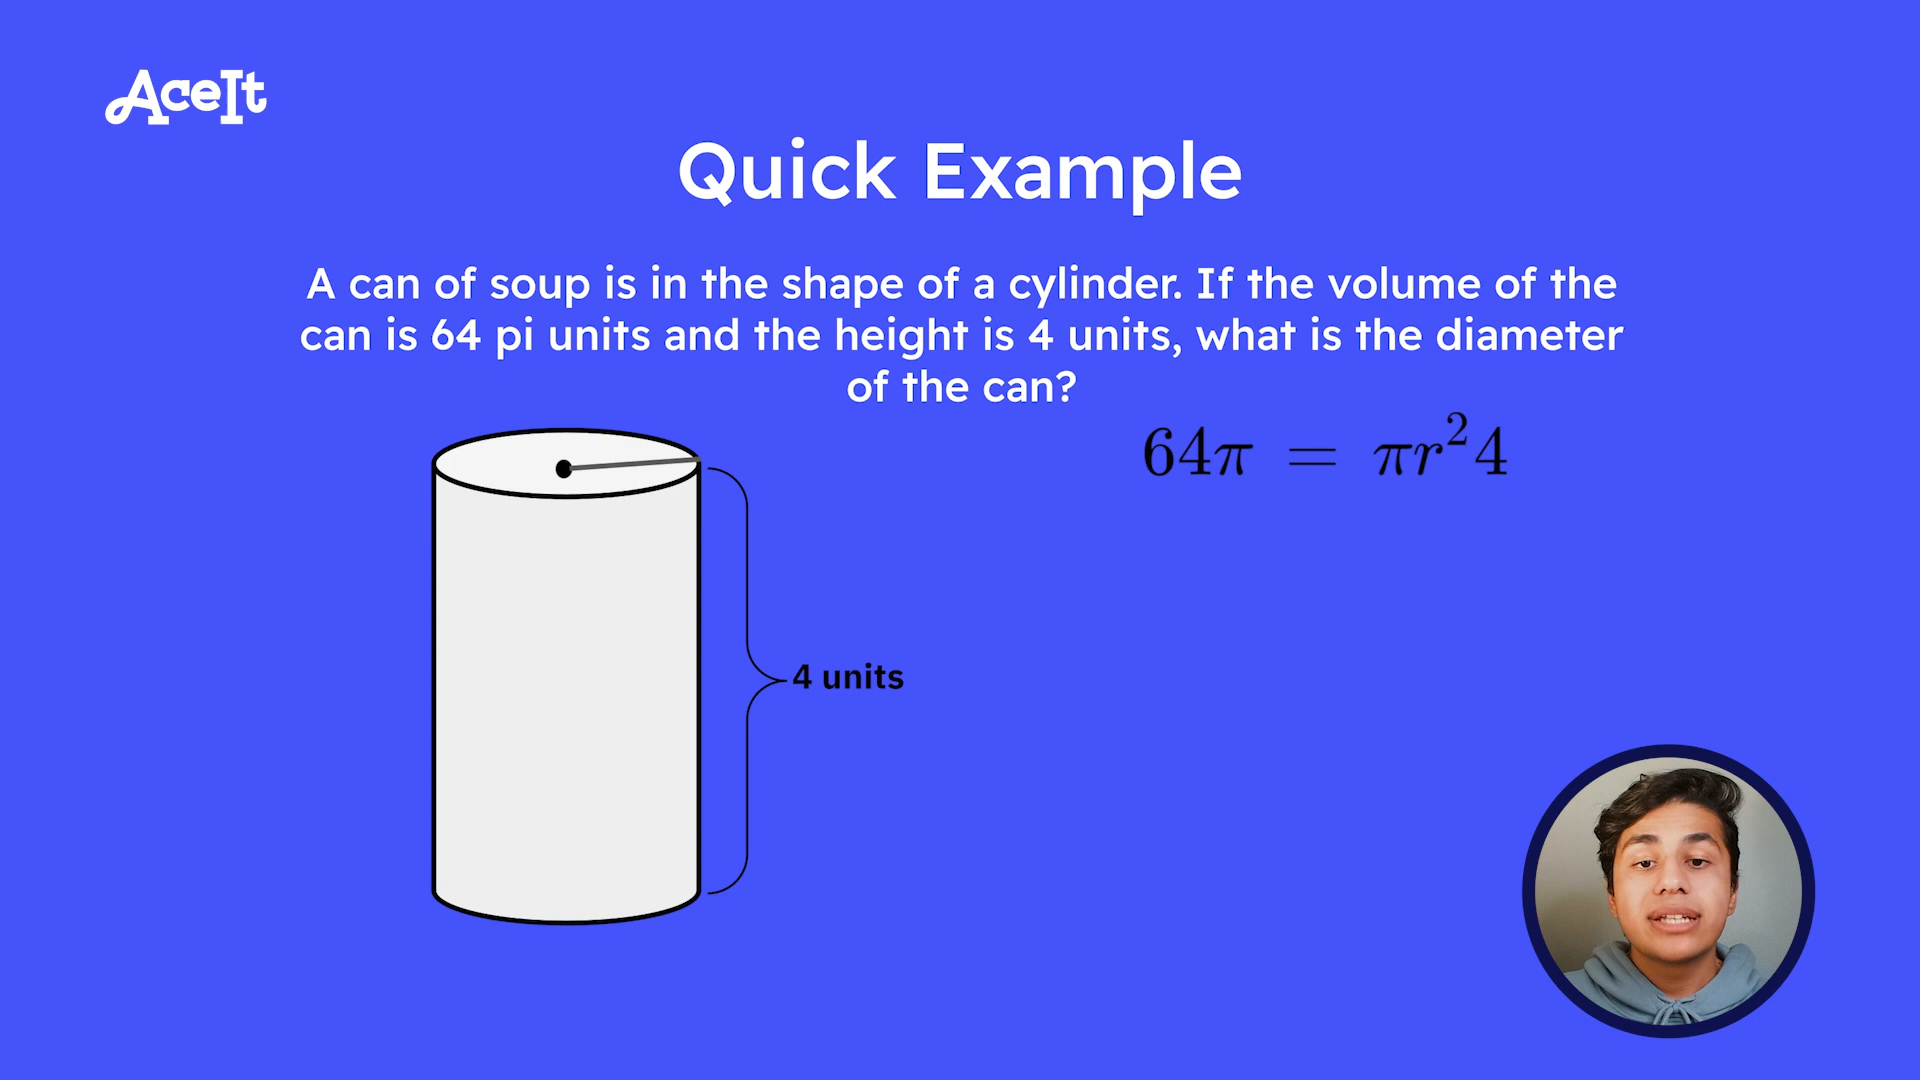 AceIt
Quick Example
A can of soup is in the shape of a cylinder. If the volume of the
can is 64 pi units and the height is 4 units, what is the diameter
of the can?
64π = πr²4
4 units